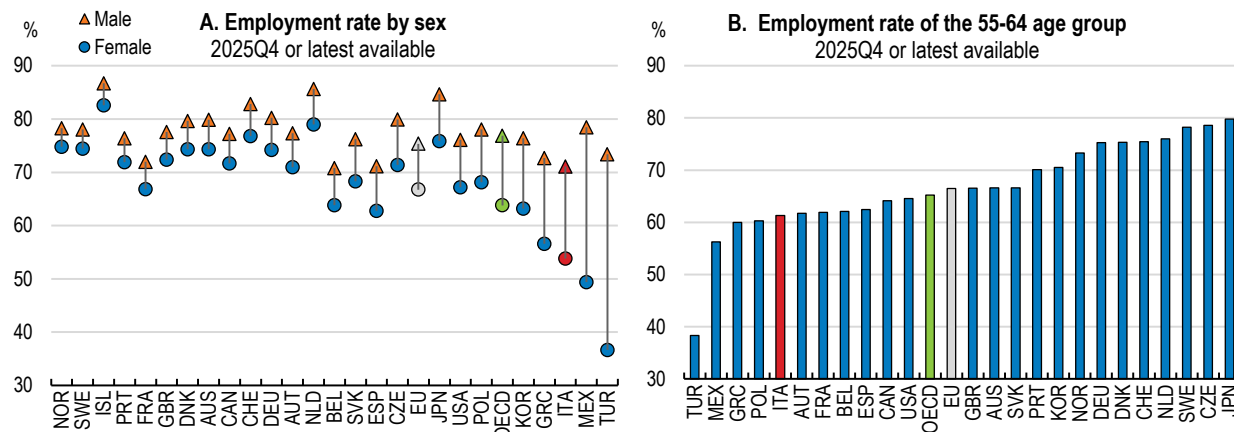 A. Employment rate by sex
2025Q4 or latest available
%
Male
Female
90
80
70
60
50
40
30
NOR SWE ISL PRT FRA GBR DNK AUS CAN CHE DEU AUT NLD BEL SVK ESP CZE EU JPN USA POL OECD KOR GRC ITA MEX TUR
B. Employment rate of the 55-64 age group
2025Q4 or latest available
%
90
80
70
60
50
40
30
TUR MEX GRC POL ITA AUT FRA BEL ESP CAN USA OECD EU GBR AUS SVK PRT KOR NOR DEU DNK CHE NLD SWE CZE JPN